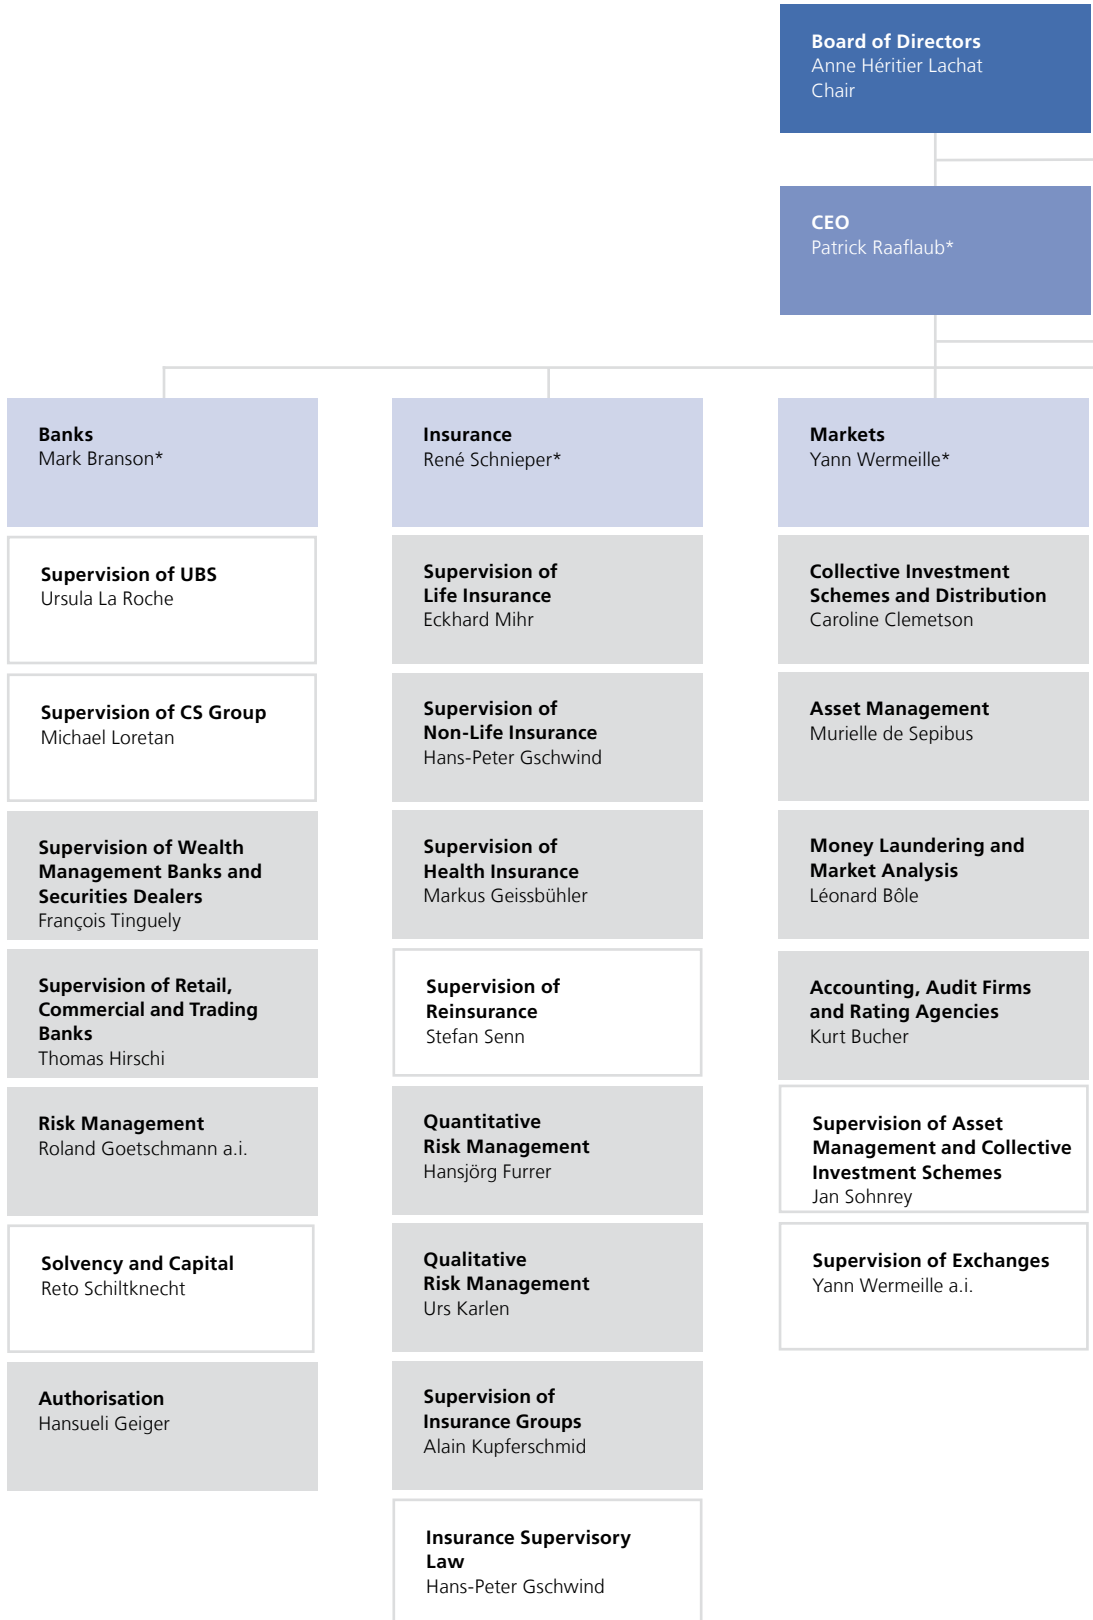 Board of Directors
Anne Héritier Lachat
Chair
CEO
Patrick Raaflaub*
Banks
Mark Branson*
Supervision of UBS
Ursula La Roche
Supervision of CS Group
Michael Loretan
Supervision of Wealth
Management Banks and
Securities Dealers
François Tinguely
Supervision of Retail,
Commercial and Trading
Banks
Thomas Hirschi
Risk Management
Roland Goetschmann a.i.
Solvency and Capital
Reto Schiltknecht
Authorisation
Hansueli Geiger
Insurance
René Schnieper*
Supervision of
Life Insurance
Eckhard Mihr
Supervision of
Non-Life Insurance
Hans-Peter Gschwind
Supervision of
Health Insurance
Markus Geissbühler
Supervision of
Reinsurance
Stefan Senn
Quantitative
Risk Management
Hansjörg Furrer
Qualitative
Risk Management
Urs Karlen
Supervision of
Insurance Groups
Alain Kupferschmid
Insurance Supervisory
Law
Hans-Peter Gschwind
Markets
Yann Wermeille*
Collective Investment
Schemes and Distribution
Caroline Clemetson
Asset Management
Murielle de Sepibus
Money Laundering and
Market Analysis
Léonard Bôle
Accounting, Audit Firms
and Rating Agencies
Kurt Bucher
Supervision of Asset
Management and Collective
Investment Schemes
Jan Sohnrey
Supervision of Exchanges
Yann Wermeille a.i.